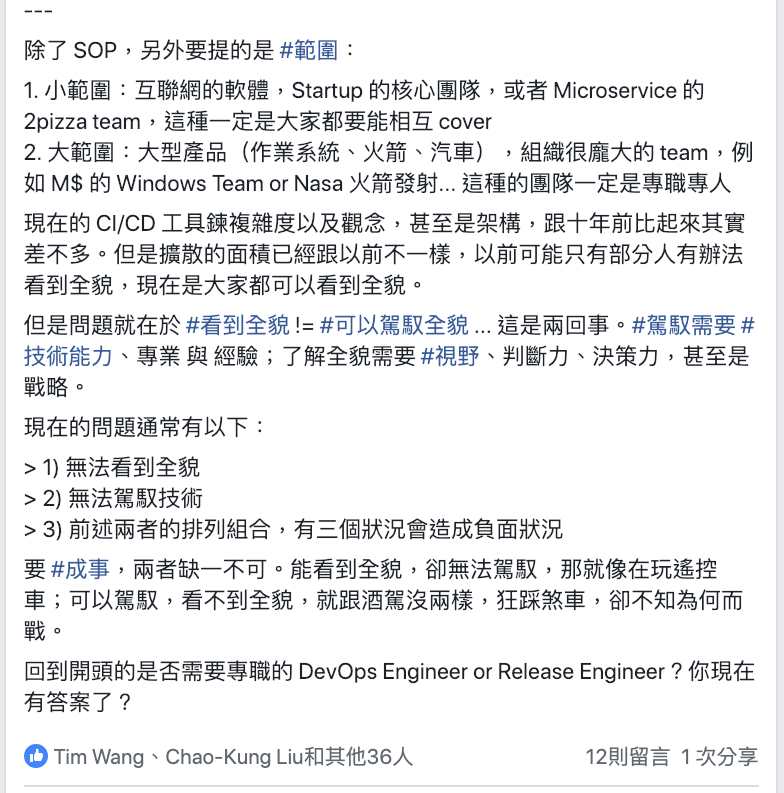 ---
除了 SOP，另外要提的是 #範圍：
1. 小範圍：互聯網的軟體，Startup 的核心團隊，或者 Microservice 的
2pizza team，這種一定是大家都要能相互 cover
2. 大範圍：大型產品（作業系統、火箭、汽車），組織很龐大的 team，例
如 M$ 的 Windows Team or Nasa 火箭發射... 這種的團隊一定是專職專人
現在的 CI/CD 工具鍊複雜度以及觀念，甚至是架構，跟十年前比起來其實
差不多。但是擴散的面積已經跟以前不一樣，以前可能只有部分人有辦法
看到全貌，現在是大家都可以看到全貌。
但是問題就在於 #看到全貌 != #可以駕馭全貌 ... 這是兩回事。#駕馭需要 #
技術能力、專業 與 經驗；了解全貌需要 #視野、判斷力、決策力，甚至是
戰略。
現在的問題通常有以下：
> 1) 無法看到全貌
> 2) 無法駕馭技術
> 3) 前述兩者的排列組合，有三個狀況會造成負面狀況
要 #成事，兩者缺一不可。能看到全貌，卻無法駕馭，那就像在玩遙控
車；可以駕馭，看不到全貌，就跟酒駕沒兩樣，狂踩煞車，卻不知為何而
戰。
回到開頭的是否需要專職的 DevOps Engineer or Release Engineer？你現在
有答案了？
Tim Wang、Chao-Kung Liu和其他36人 12則留言 1 次分享